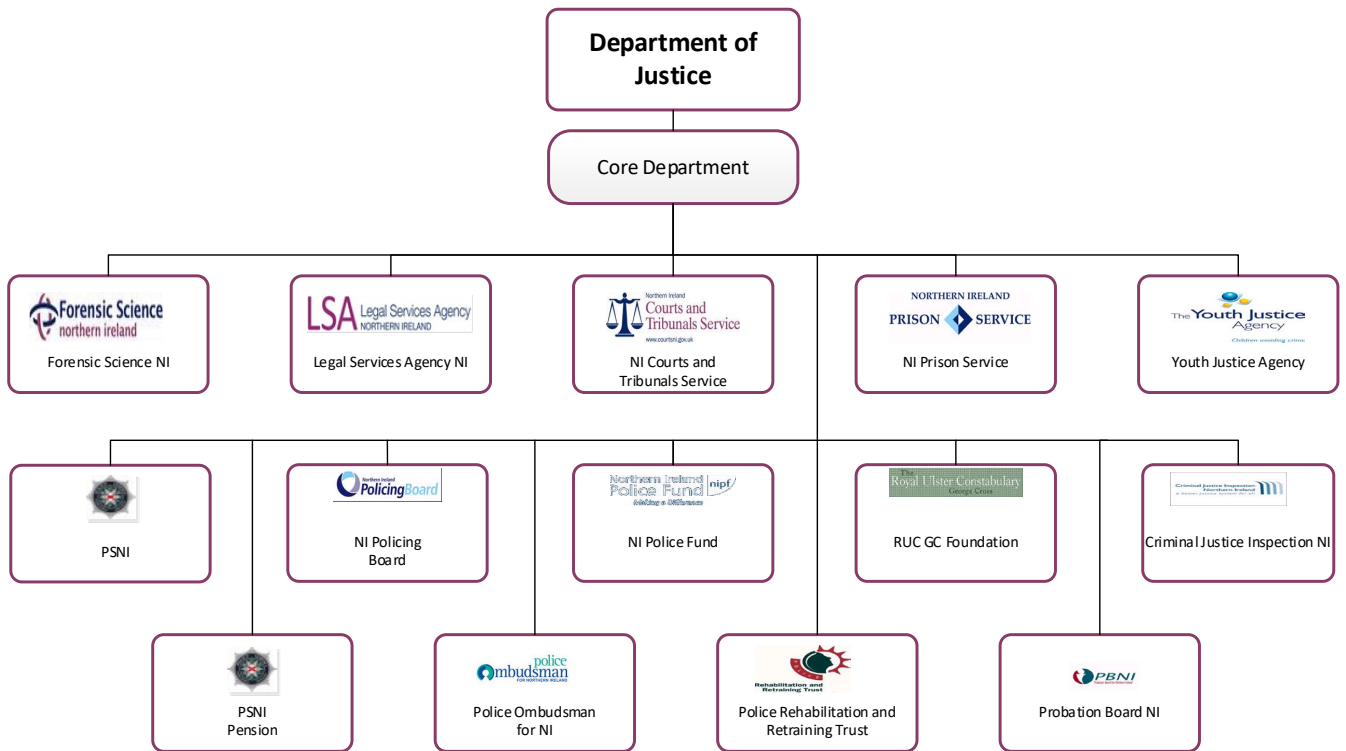 Department of
Justice
Core Department
Forensic Science
northern ireland
Forensic Science NI
LSA Legal Services Agency
NORTHERN IRELAND
Legal Services Agency NI
Northern Ireland
Courts and
Tribunals Service
www.courtsni.gov.uk
NI Courts and
Tribunals Service
NORTHERN IRELAND
PRISON SERVICE
NI Prison Service
The Youth Justice
Agency
Children avoiding crime
Youth Justice Agency
PSNI
Northern Ireland
PolicingBoard
NI Policing
Board
Northern Ireland
Police Fund nipf
Making a Difference
NI Police Fund
The
Royal Ulster Constabulary
George Cross
RUC GC Foundation
Criminal Justice Inspection
Northern Ireland
a better justice system for all
Criminal Justice Inspection NI
PSNI
Pension
police
ombudsman
FOR NORTHERN IRELAND
Police Ombudsman
for NI
Rehabilitation and
Retraining Trust
Police Rehabilitation and
Retraining Trust
PBNI
Probation Board NI